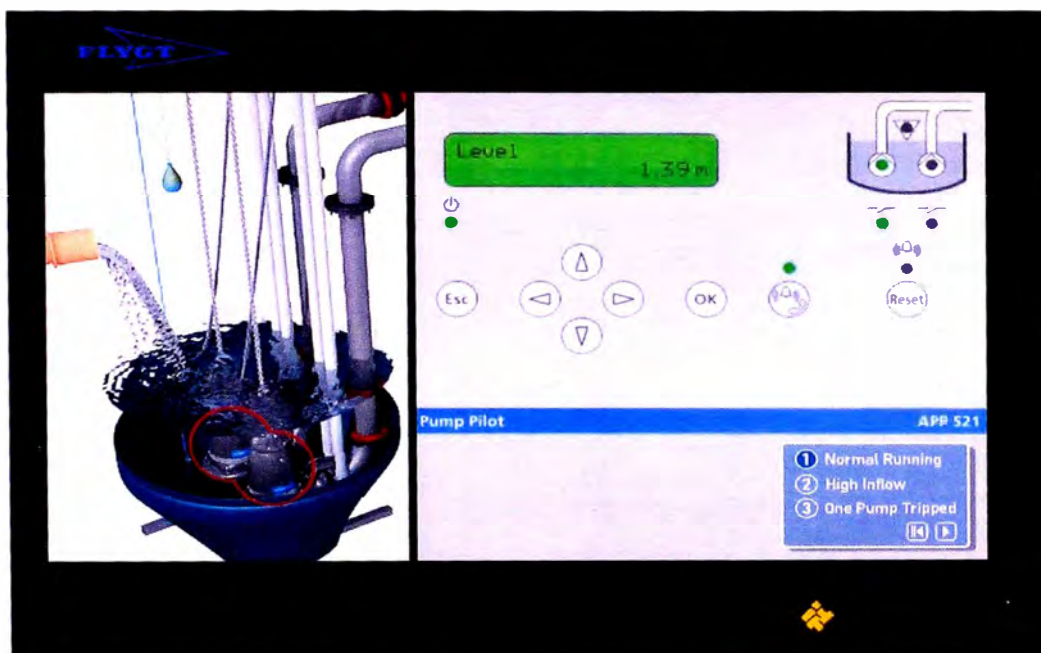 FLYGT
Level
1.39 m
Esc
OK
Reset
Pump Pilot
APP 521
1 Normal Running
2 High Inflow
3 One Pump Tripped